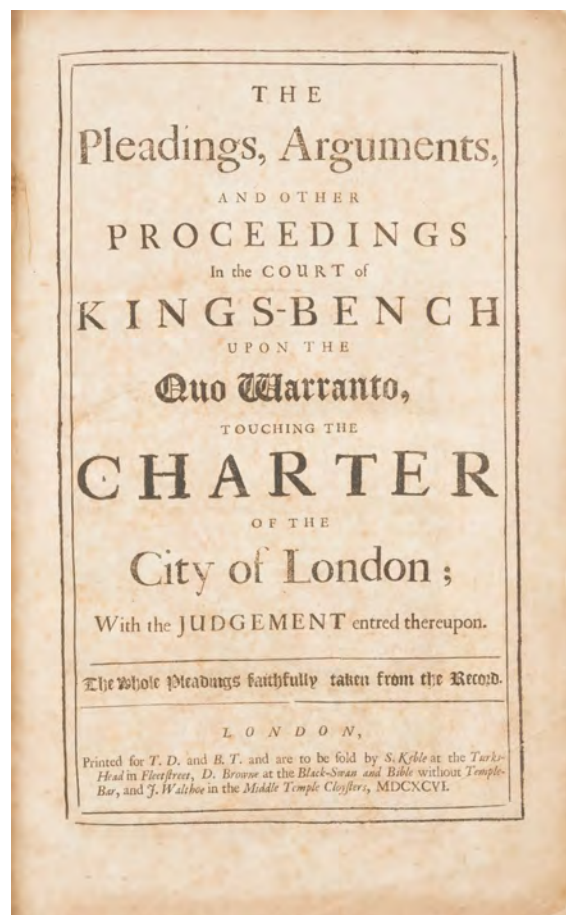 THE
Pleadings, Arguments,
AND OTHER
PROCEEDINGS
In the COURT of
KINGS-BENCH
UPON THE
Quo Warranto,
TOUCHING THE
CHARTER
OF THE
City of London;
With the JUDGEMENT entred thereupon.
The whole Pleadings faithfully taken from the Record.
LONDON,
Printed for T. D. and B. T. and are to be ſold by S. Keble at the Turks-
Head in Fleetſtreet, D. Browne at the Black-Swan and Bible without Temple-
Bar, and J. Walthoe in the Middle Temple Cloyſters, MDCXCVI.